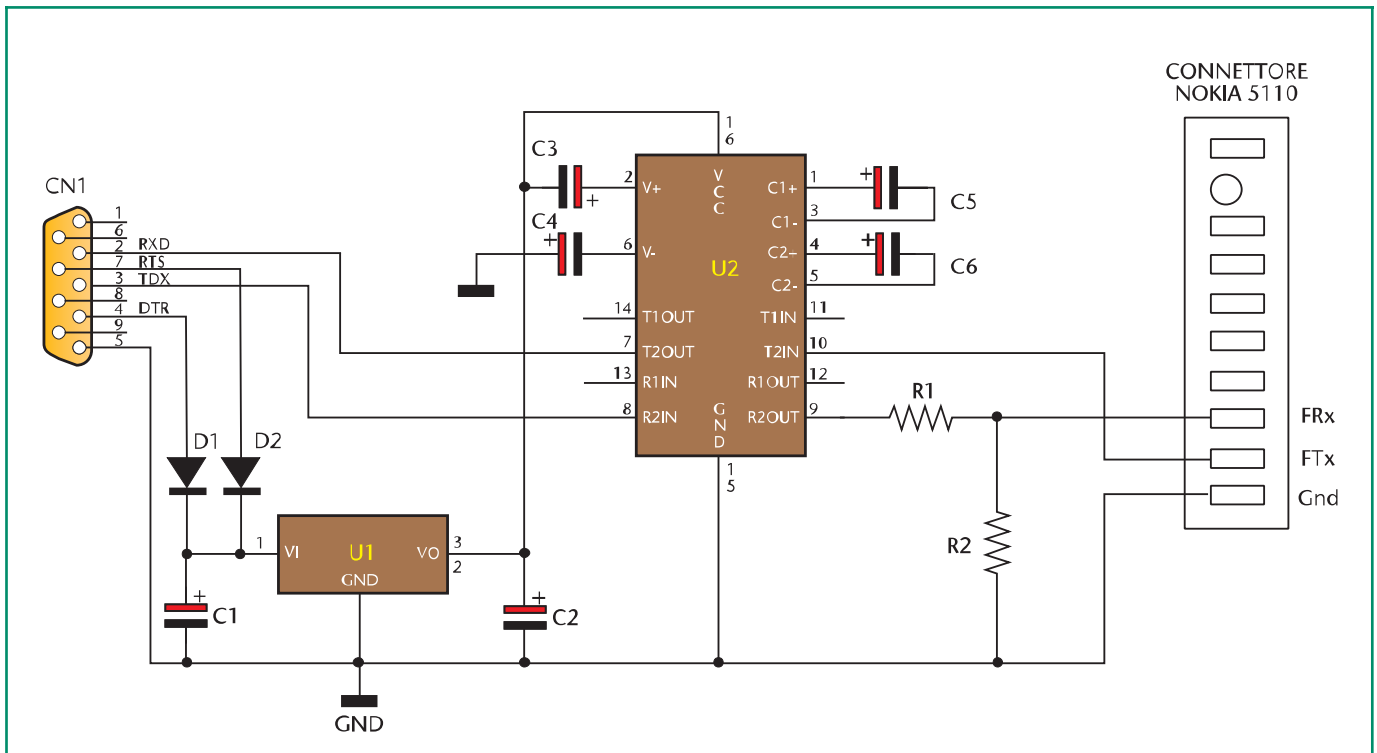 CONNETTORE
NOKIA 5110
CN1
1
6
2 RXD
7 RTS
3 TDX
8
4 DTR
9
5
D1
D2
C1
+
1 VI
U1
GND
VO 3
2
C2
+
GND
C3
+
C4
+
1
6
VCC
2 V+
6 V-
U2
14 T1OUT
7 T2OUT
13 R1IN
8 R2IN
GND
1
5
C1+ 1
C1- 3
C2+ 4
C2- 5
T1IN 11
T2IN 10
R1OUT 12
R2OUT 9
+
C5
+
C6
R1
R2
FRx
FTx
Gnd